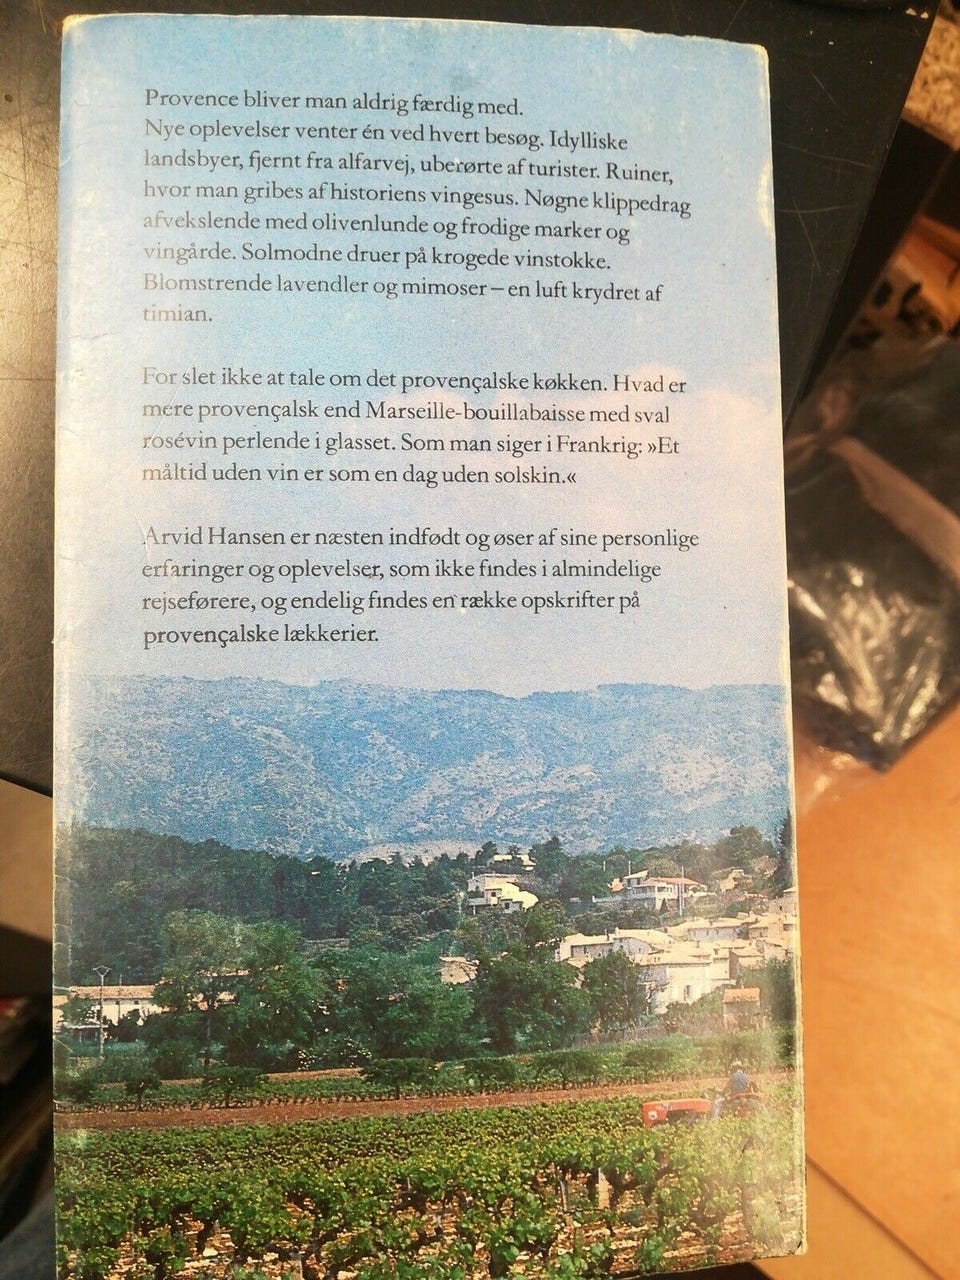 Provence bliver man aldrig færdig med.
Nye oplevelser venter én ved hvert besøg. Idylliske
landsbyer, fjernt fra alfarvej, uberørte af turister. Ruiner,
hvor man gribes af historiens vingesus. Nøgne klippedrag
afvekslende med olivenlunde og frodige marker og
vingårde. Solmodne druer på krogede vinstokke.
Blomstrende lavendler og mimoser – en luft krydret af
timian.
For slet ikke at tale om det provençalske køkken. Hvad er
mere provençalsk end Marseille-bouillabaisse med sval
rosévin perlende i glasset. Som man siger i Frankrig: »Et
måltid uden vin er som en dag uden solskin.«
Arvid Hansen er næsten indfødt og øser af sine personlige
erfaringer og oplevelser, som ikke findes i almindelige
rejseførere, og endelig findes en række opskrifter på
provençalske lækkerier.